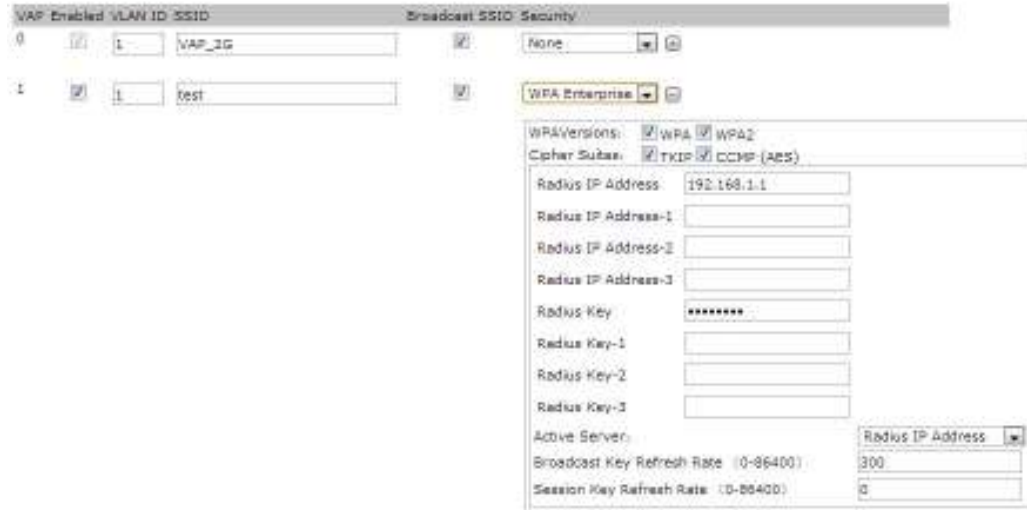 VAP Enabled VLAN ID SSID Broadcast SSID Security
0 1 VAP_2G None
1 1 test WPA Enterprise
WPAVersions: WPA WPA2
Cipher Suites: TKIP CCMP (AES)
Radius IP Address 192.168.1.1
Radius IP Address-1
Radius IP Address-2
Radius IP Address-3
Radius Key ••••••••
Radius Key-1
Radius Key-2
Radius Key-3
Active Server: Radius IP Address
Broadcast Key Refresh Rate (0-86400) 300
Session Key Refresh Rate (0-86400) 0